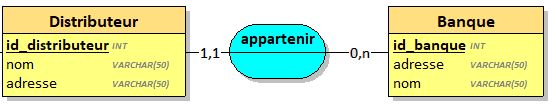 Distributeur
id_distributeur INT
nom VARCHAR(50)
adresse VARCHAR(50)
1,1
appartenir
0,n
Banque
id_banque INT
adresse VARCHAR(50)
nom VARCHAR(50)